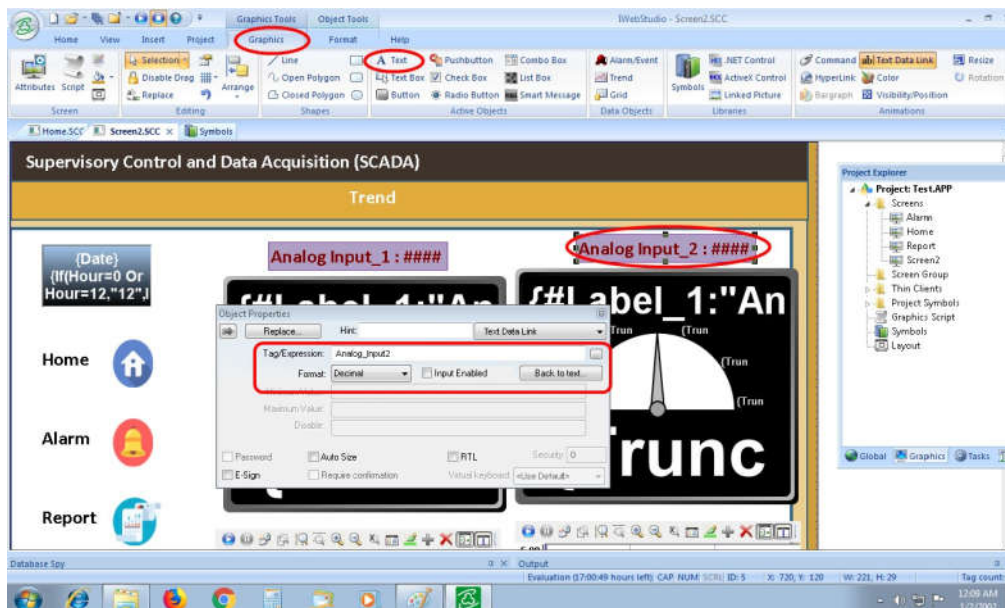 Graphics Tools Object Tools IWebStudio - Screen2.SCC
Home View Insert Project Graphics Format Help
Selection Line A Text Pushbutton Combo Box Alarm/Event .NET Control Command Text Data Link Resize
Attributes Script Disable Drag Arrange Open Polygon Text Box Check Box List Box Trend Symbols ActiveX Control HyperLink Color Rotation
Replace Closed Polygon Button Radio Button Smart Message Grid Linked Picture Bargraph Visibility/Position
Screen Editing Shapes Active Objects Data Objects Libraries Animations
Home.SCC Screen2.SCC × Symbols
Supervisory Control and Data Acquisition (SCADA)
Trend
{Date}
{If(Hour=0 Or
Hour=12,"12",
Analog Input_1 : ####
Analog Input_2 : ####
{#Label_1:"An
{#Label_1:"An
Trun (Trun
(Trun
(Trun
Trunc
Home
Alarm
Report
Object Properties
Replace... Hint: Text Data Link
Tag/Expression: Analog_Input2
Format: Decimal Input Enabled Back to text...
Maximum Value:
Disable:
Password Auto Size RTL Security: 0
E-Sign Require confirmation Virtual keyboard <Use Default>
Project Explorer
Project: Test.APP
Screens
Alarm
Home
Report
Screen2
Screen Group
Thin Clients
Project Symbols
Graphics Script
Symbols
Layout
Global Graphics Tasks
Database Spy Output
Evaluation (17:00:49 hours left) CAP NUM SCRL ID: 5 X: 720, Y: 120 W: 221, H: 29 Tag count:
12:09 AM